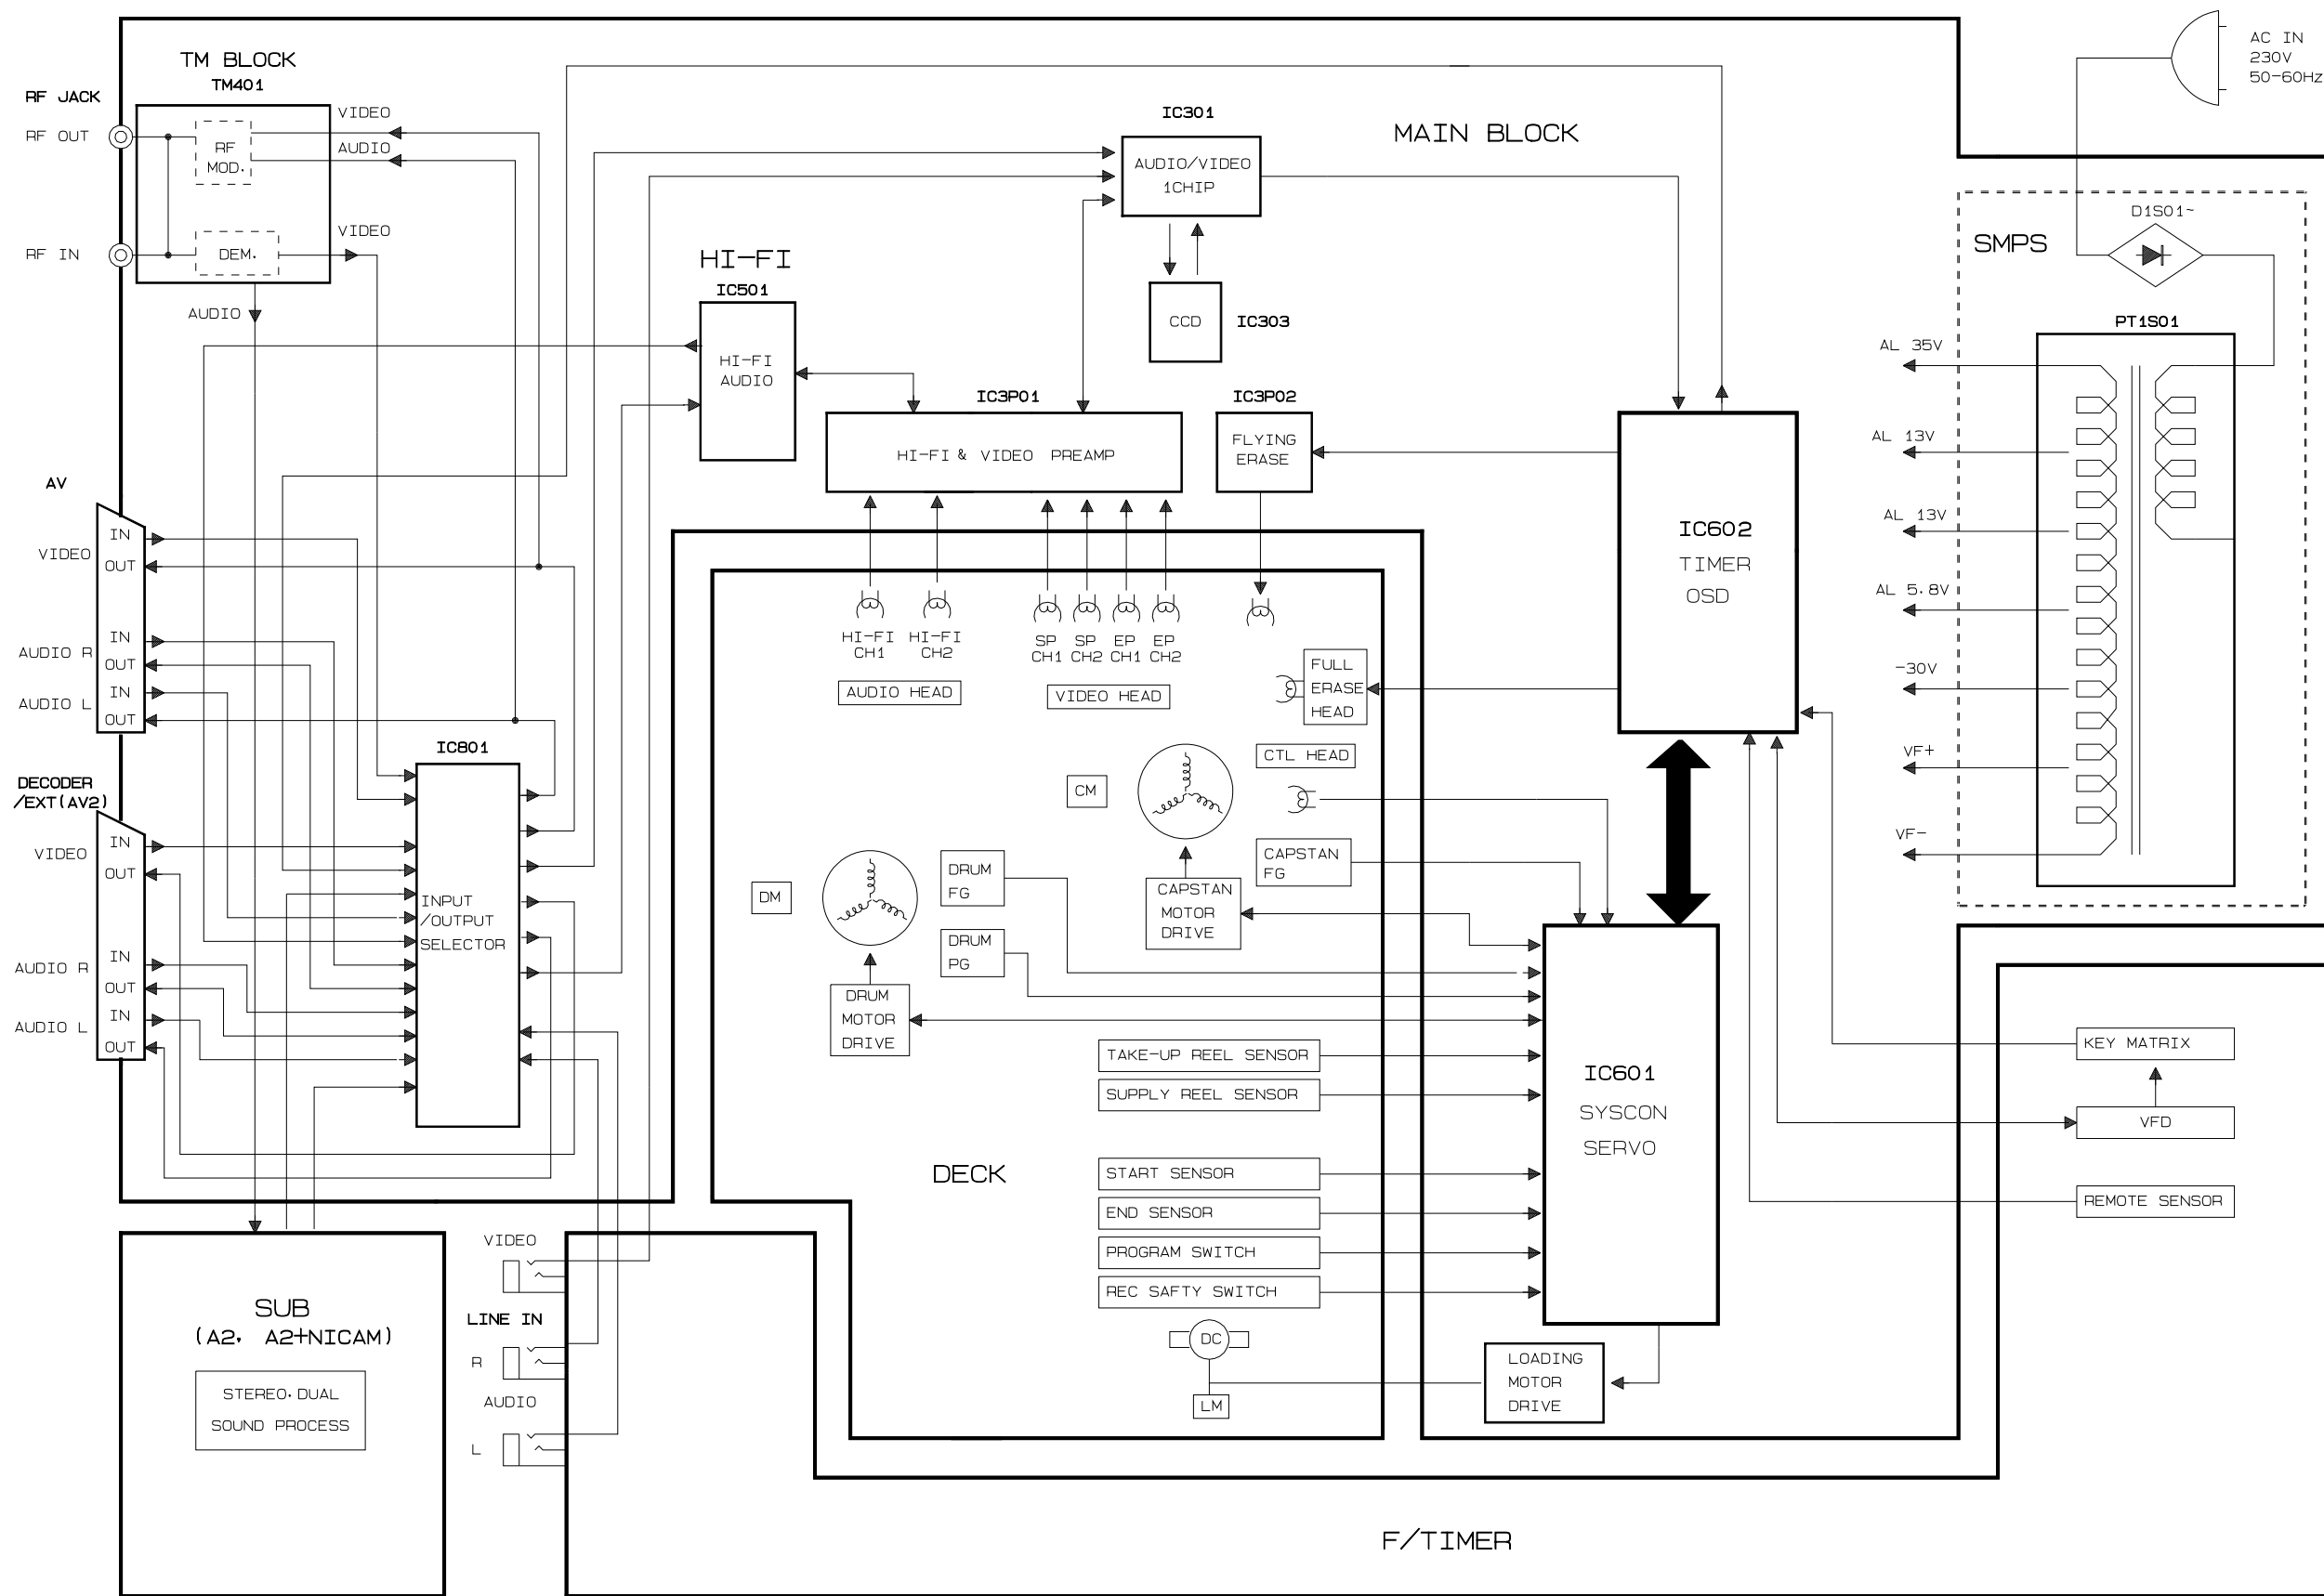 TM BLOCK
TM401
RF JACK
RF OUT
RF
MOD.
VIDEO
AUDIO
RF IN
DEM.
VIDEO
AUDIO
MAIN BLOCK
IC301
AUDIO/VIDEO
1CHIP
CCD
IC303
HI-FI
IC501
HI-FI
AUDIO
IC3P01
HI-FI & VIDEO PREAMP
IC3P02
FLYING
ERASE
AC IN
230V
50-60Hz
SMPS
D1S01~
PT1S01
AL 35V
AL 13V
AL 13V
AL 5.8V
-30V
VF+
VF-
IC602
TIMER
OSD
AV
VIDEO
IN
OUT
AUDIO R
IN
OUT
AUDIO L
IN
OUT
DECODER
/EXT(AV2)
VIDEO
IN
OUT
AUDIO R
IN
OUT
AUDIO L
IN
OUT
IC801
INPUT
/OUTPUT
SELECTOR
HI-FI
CH1
HI-FI
CH2
SP
CH1
SP
CH2
EP
CH1
EP
CH2
AUDIO HEAD
VIDEO HEAD
FULL
ERASE
HEAD
CTL HEAD
CM
CAPSTAN
FG
CAPSTAN
MOTOR
DRIVE
DM
DRUM
FG
DRUM
PG
DRUM
MOTOR
DRIVE
TAKE-UP REEL SENSOR
SUPPLY REEL SENSOR
DECK
START SENSOR
END SENSOR
PROGRAM SWITCH
REC SAFTY SWITCH
DC
LM
LOADING
MOTOR
DRIVE
IC601
SYSCON
SERVO
KEY MATRIX
VFD
REMOTE SENSOR
SUB
(A2, A2+NICAM)
STEREO.DUAL
SOUND PROCESS
VIDEO
LINE IN
R
AUDIO
L
F/TIMER